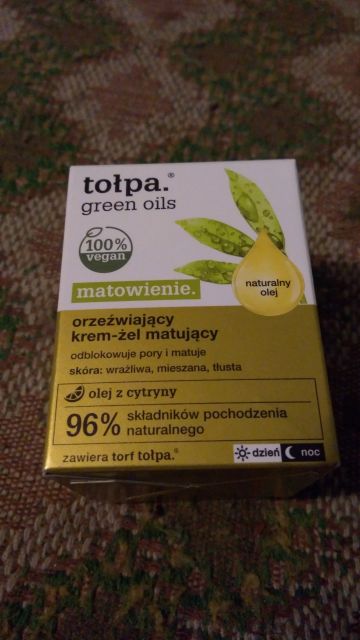 tołpa.®
green oils
100%
vegan
matowienie.
naturalny
olej
orzeźwiający
krem-żel matujący
odblokowuje pory i matuje
skóra: wrażliwa, mieszana, tłusta
olej z cytryny
96% składników pochodzenia
naturalnego
zawiera torf tołpa.®
dzień noc